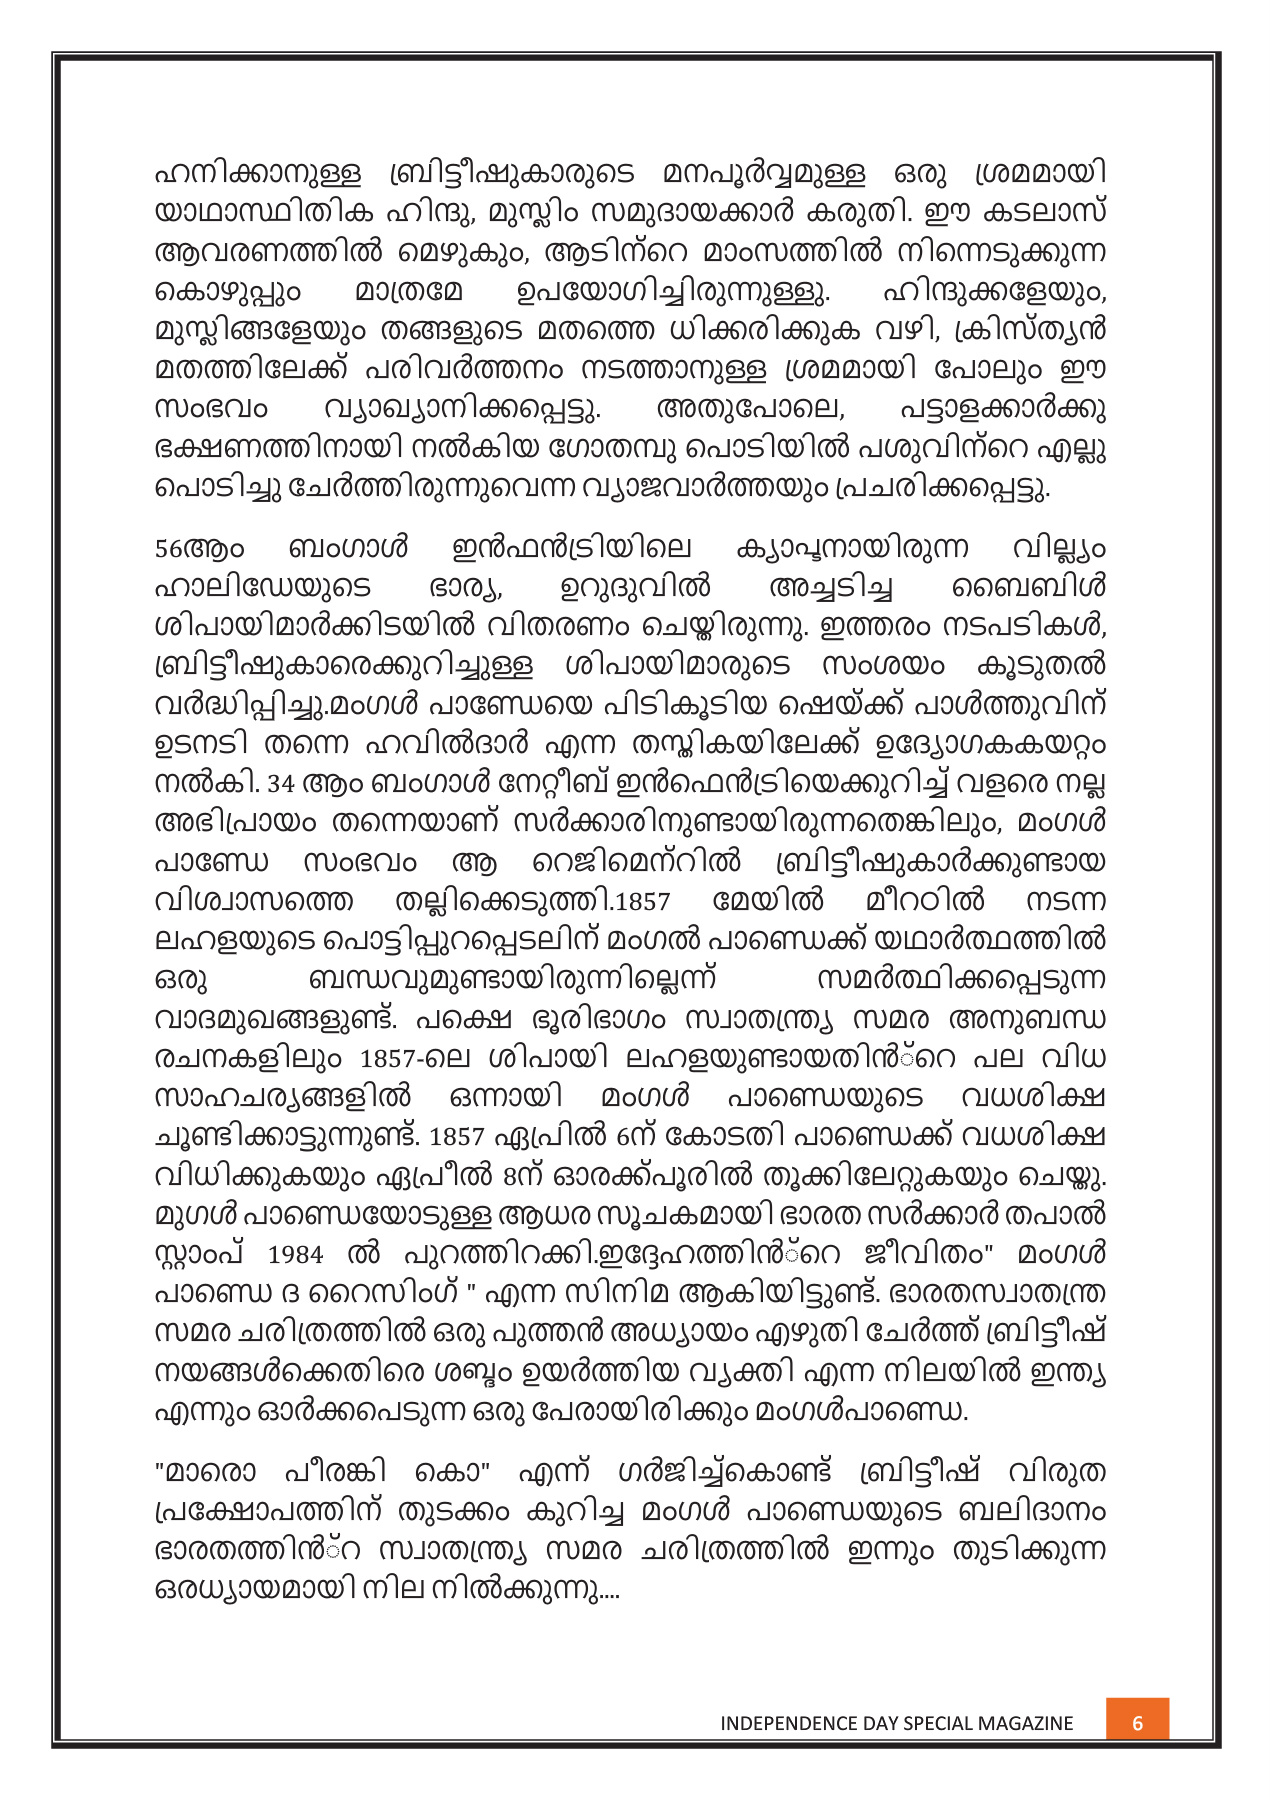 ഹനിക്കാനുള്ള ബ്രിട്ടീഷുകാരുടെ മനപൂർവ്വമുള്ള ഒരു ശ്രമമായി
യാഥാസ്ഥിതിക ഹിന്ദു, മുസ്ലിം സമുദായക്കാർ കരുതി. ഈ കടലാസ്
ആവരണത്തിൽ മെഴുകും, ആടിന്റെ മാംസത്തിൽ നിന്നെടുക്കുന്ന
കൊഴുപ്പും മാത്രമേ ഉപയോഗിച്ചിരുന്നുള്ളു. ഹിന്ദുക്കളേയും,
മുസ്ലിങ്ങളേയും തങ്ങളുടെ മതത്തെ ധിക്കരിക്കുക വഴി, ക്രിസ്ത്യൻ
മതത്തിലേക്ക് പരിവർത്തനം നടത്താനുള്ള ശ്രമമായി പോലും ഈ
സംഭവം വ്യാഖ്യാനിക്കപ്പെട്ടു. അതുപോലെ, പട്ടാളക്കാർക്കു
ഭക്ഷണത്തിനായി നൽകിയ ഗോതമ്പു പൊടിയിൽ പശുവിന്റെ എല്ലു
പൊടിച്ചു ചേർത്തിരുന്നുവെന്ന വ്യാജവാർത്തയും പ്രചരിക്കപ്പെട്ടു.
56ആം ബംഗാൾ ഇൻഫൻട്രിയിലെ ക്യാപ്ടനായിരുന്ന വില്ല്യം
ഹാലിഡേയുടെ ഭാര്യ, ഉറുദുവിൽ അച്ചടിച്ച ബൈബിൾ
ശിപായിമാർക്കിടയിൽ വിതരണം ചെയ്തിരുന്നു. ഇത്തരം നടപടികൾ,
ബ്രിട്ടീഷുകാരെക്കുറിച്ചുള്ള ശിപായിമാരുടെ സംശയം കൂടുതൽ
വർദ്ധിപ്പിച്ചു.മംഗൾ പാണ്ഡേയെ പിടികൂടിയ ഷെയ്ക്ക് പാൾത്തുവിന്
ഉടനടി തന്നെ ഹവിൽദാർ എന്ന തസ്തികയിലേക്ക് ഉദ്യോഗകകയറ്റം
നൽകി. 34 ആം ബംഗാൾ നേറ്റീബ് ഇൻഫെൻട്രിയെക്കുറിച്ച് വളരെ നല്ല
അഭിപ്രായം തന്നെയാണ് സർക്കാരിനുണ്ടായിരുന്നതെങ്കിലും, മംഗൾ
പാണ്ഡേ സംഭവം ആ റെജിമെന്റിൽ ബ്രിട്ടീഷുകാർക്കുണ്ടായ
വിശ്വാസത്തെ തല്ലിക്കെടുത്തി.1857 മേയിൽ മീറഠിൽ നടന്ന
ലഹളയുടെ പൊട്ടിപ്പുറപ്പെടലിന് മംഗൽ പാണ്ഡെക്ക് യഥാർത്ഥത്തിൽ
ഒരു ബന്ധവുമുണ്ടായിരുന്നില്ലെന്ന് സമർത്ഥിക്കപ്പെടുന്ന
വാദമുഖങ്ങളുണ്ട്. പക്ഷെ ഭൂരിഭാഗം സ്വാതന്ത്ര്യ സമര അനുബന്ധ
രചനകളിലും 1857-ലെ ശിപായി ലഹളയുണ്ടായതിൻ്റെ പല വിധ
സാഹചര്യങ്ങളിൽ ഒന്നായി മംഗൾ പാണ്ഡെയുടെ വധശിക്ഷ
ചൂണ്ടിക്കാട്ടുന്നുണ്ട്. 1857 ഏപ്രിൽ 6ന് കോടതി പാണ്ഡെക്ക് വധശിക്ഷ
വിധിക്കുകയും ഏപ്രീൽ 8ന് ഓരക്ക്പൂരിൽ തൂക്കിലേറ്റുകയും ചെയ്തു.
മുഗൾ പാണ്ഡെയോടുള്ള ആധര സൂചകമായി ഭാരത സർക്കാർ തപാൽ
സ്റ്റാംപ് 1984 ൽ പുറത്തിറക്കി.ഇദ്ദേഹത്തിൻ്റെ ജീവിതം" മംഗൾ
പാണ്ഡെ ദ റൈസിംഗ് " എന്ന സിനിമ ആകിയിട്ടുണ്ട്. ഭാരതസ്വാതന്ത്ര
സമര ചരിത്രത്തിൽ ഒരു പുത്തൻ അധ്യായം എഴുതി ചേർത്ത് ബ്രിട്ടീഷ്
നയങ്ങൾക്കെതിരെ ശബ്ദം ഉയർത്തിയ വ്യക്തി എന്ന നിലയിൽ ഇന്ത്യ
എന്നും ഓർക്കപെടുന്ന ഒരു പേരായിരിക്കും മംഗൾപാണ്ഡെ.
"മാരൊ പീരങ്കി കൊ" എന്ന് ഗർജിച്ച്കൊണ്ട് ബ്രിട്ടീഷ് വിരുത
പ്രക്ഷോപത്തിന് തുടക്കം കുറിച്ച മംഗൾ പാണ്ഡെയുടെ ബലിദാനം
ഭാരതത്തിൻ്റ സ്വാതന്ത്ര്യ സമര ചരിത്രത്തിൽ ഇന്നും തുടിക്കുന്ന
ഒരധ്യായമായി നില നിൽക്കുന്നു....
INDEPENDENCE DAY SPECIAL MAGAZINE 6